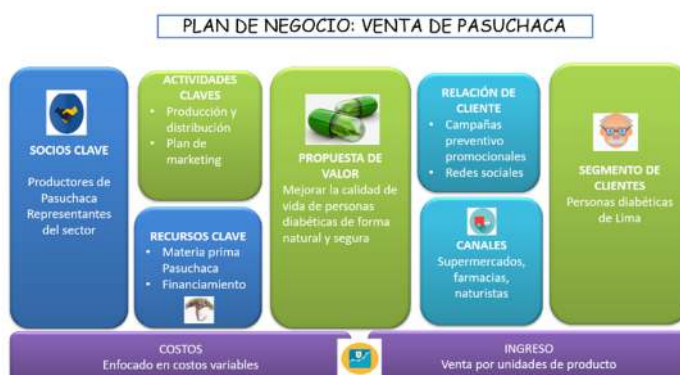 PLAN DE NEGOCIO: VENTA DE PASUCHACA
SOCIOS CLAVE
Productores de
Pasuchaca
Representantes
del sector
ACTIVIDADES
CLAVES
• Producción y
distribución
• Plan de
marketing
RECURSOS CLAVE
• Materia prima
Pasuchaca
• Financiamiento
PROPUESTA DE
VALOR
Mejorar la calidad de
vida de personas
diabéticas de forma
natural y segura
RELACIÓN DE
CLIENTE
• Campañas
preventivo
promocionales
• Redes sociales
CANALES
Supermercados,
farmacias,
naturistas
SEGMENTO DE
CLIENTES
Personas diabéticas
de Lima
COSTOS
Enfocado en costos variables
INGRESO
Venta por unidades de producto